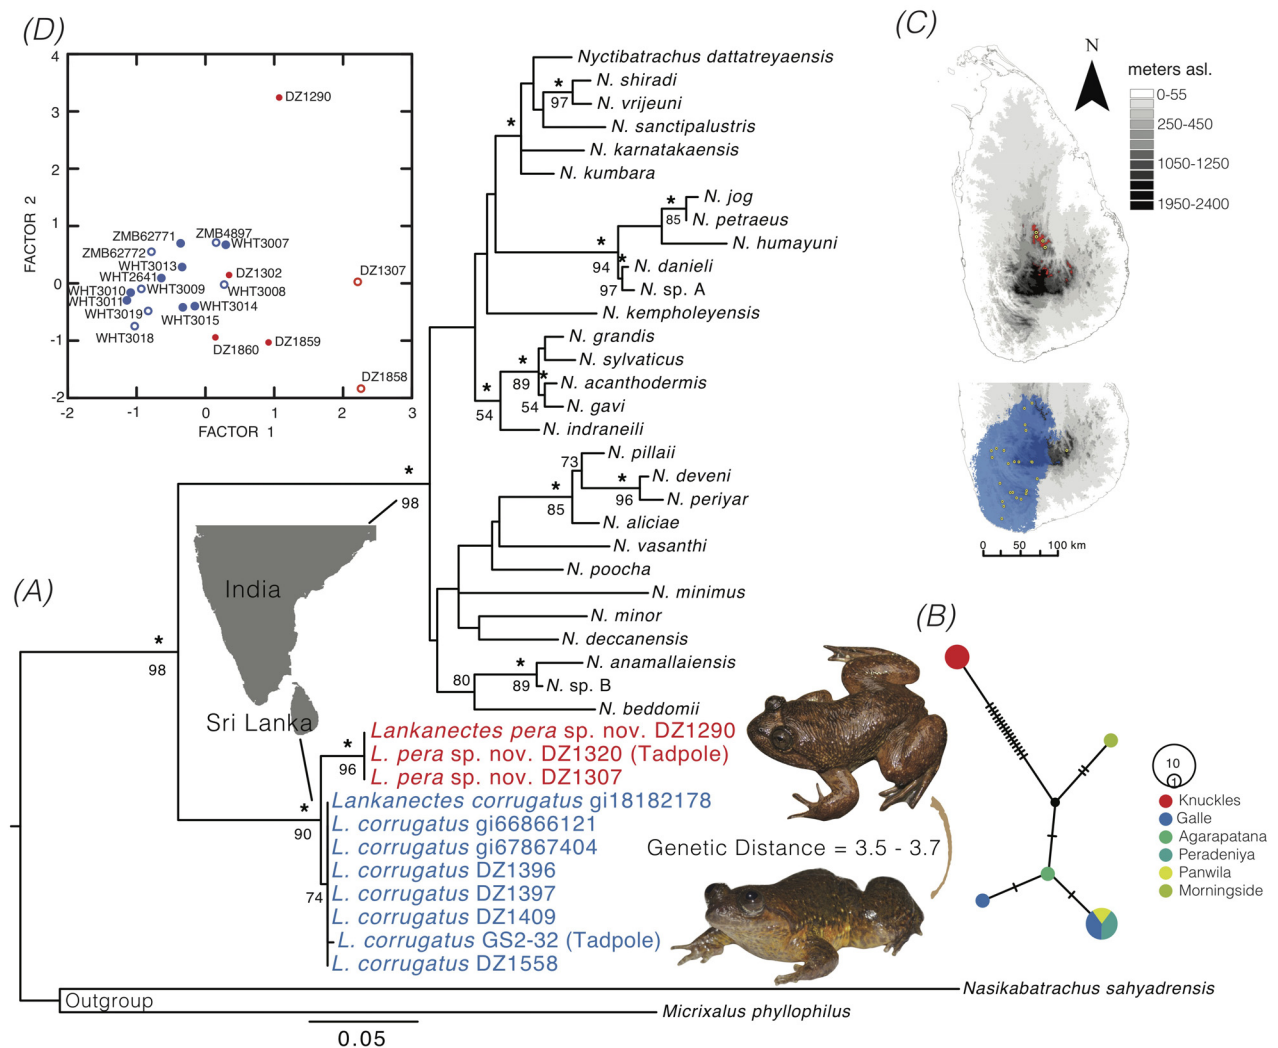 (D)
4
3
2
1
0
-1
-2
FACTOR 2
-2
-1
0
1
2
3
FACTOR 1
DZ1290
ZMB62771
ZMB4897
WHT3007
ZMB62772
WHT3013
DZ1302
DZ1307
WHT2641
WHT3010
WHT3009
WHT3008
WHT3011
WHT3019
WHT3014
WHT3015
WHT3018
DZ1860
DZ1859
DZ1858
(C)
N
meters asl.
0-55
250-450
1050-1250
1950-2400
0 50 100 km
(A)
Nyctibatrachus dattatreyaensis
N. shiradi
* 97
N. vrijeuni
*
N. sanctipalustris
N. karnatakaensis
N. kumbara
N. jog
* 85
N. petraeus
N. humayuni
* 94
N. danieli
* 97
N. sp. A
N. kempholeyensis
N. grandis
N. sylvaticus
* 89
N. acanthodermis
* 54
N. gavi
* 54
N. indraneili
N. pillaii
73
N. deveni
* 96
N. periyar
* 85
N. aliciae
N. vasanthi
N. poocha
N. minimus
N. minor
N. deccanensis
N. anamallaiensis
80
* 89
N. sp. B
N. beddomii
* 98
* 98
India
Sri Lanka
Lankanectes pera sp. nov. DZ1290
L. pera sp. nov. DZ1320 (Tadpole)
* 96
L. pera sp. nov. DZ1307
Lankanectes corrugatus gi18182178
* 90
L. corrugatus gi66866121
L. corrugatus gi67867404
L. corrugatus DZ1396
74
L. corrugatus DZ1397
L. corrugatus DZ1409
L. corrugatus GS2-32 (Tadpole)
L. corrugatus DZ1558
Genetic Distance = 3.5 - 3.7
Outgroup
Nasikabatrachus sahyadrensis
Micrixalus phyllophilus
0.05
(B)
10
1
Knuckles
Galle
Agarapatana
Peradeniya
Panwila
Morningside